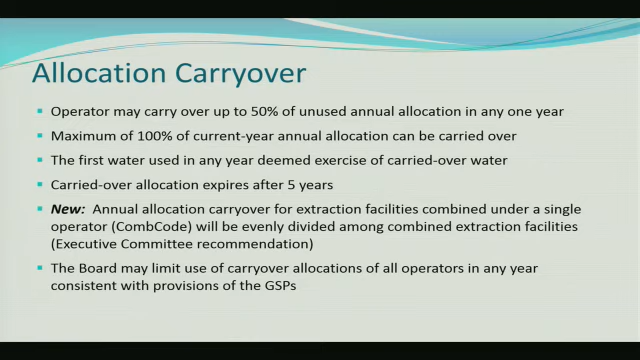 Allocation Carryover
Operator may carry over up to 50% of unused annual allocation in any one year
Maximum of 100% of current-year annual allocation can be carried over
The first water used in any year deemed exercise of carried-over water
Carried-over allocation expires after 5 years
New: Annual allocation carryover for extraction facilities combined under a single
operator (CombCode) will be evenly divided among combined extraction facilities
(Executive Committee recommendation)
The Board may limit use of carryover allocations of all operators in any year
consistent with provisions of the GSPs